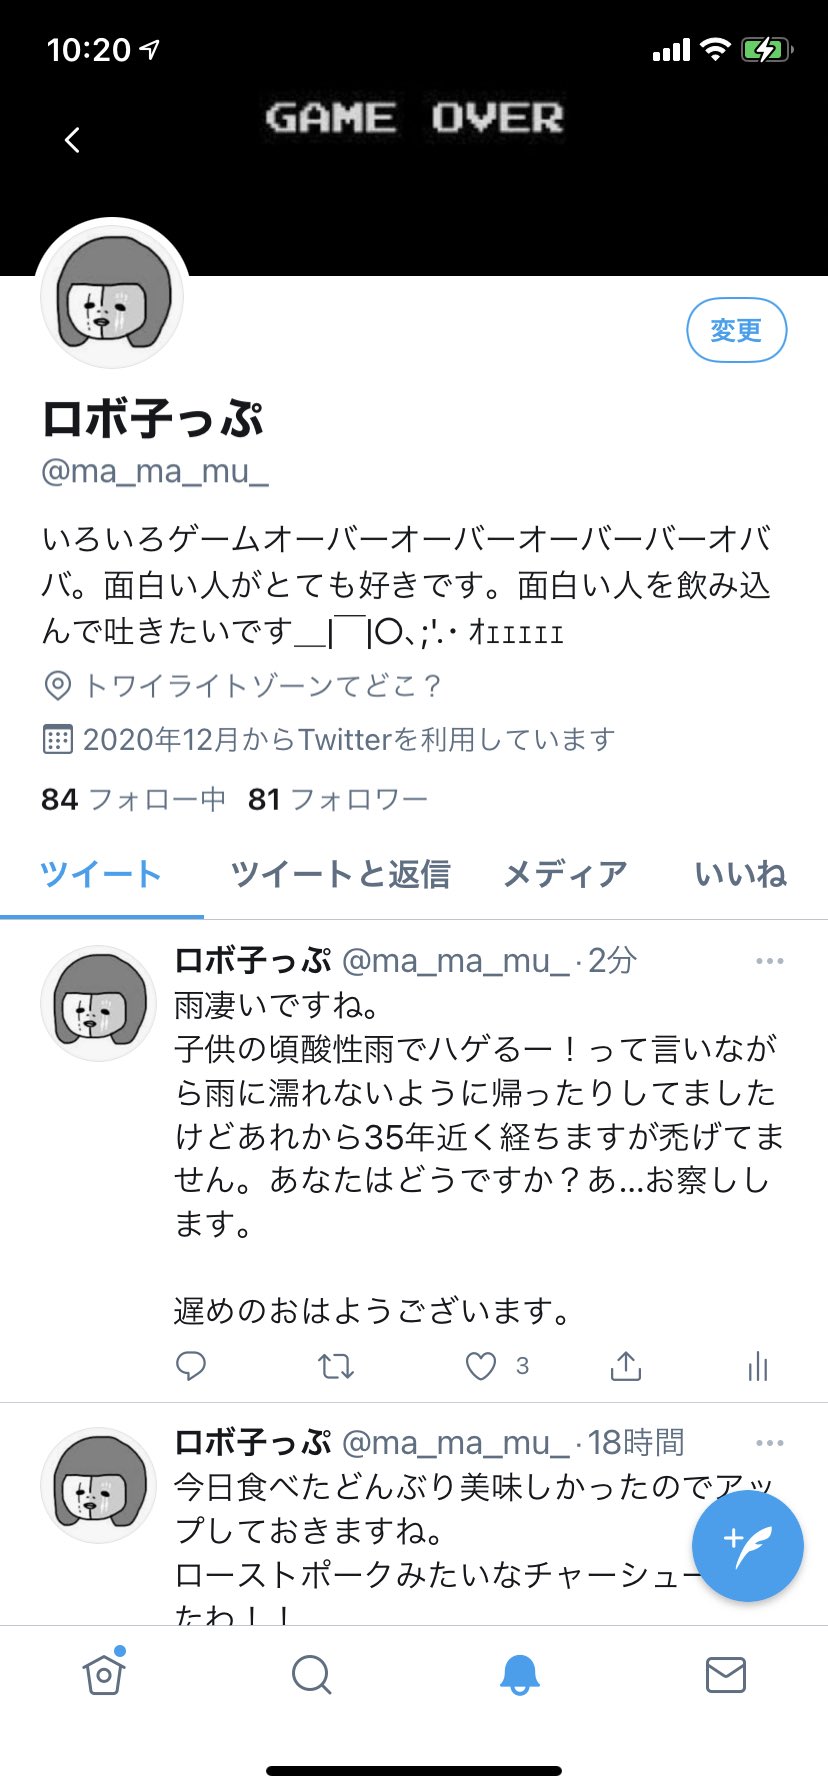 10:20
GAME OVER
変更
ロボ子っぷ
@ma_ma_mu_
いろいろゲームオーバーオーバーオーバーバーオバ
バ。面白い人がとても好きです。面白い人を飲み込
んで吐きたいです＿|￣|〇､;'.･ ｵｪｪｪｪｪ
トワイライトゾーンてどこ？
2020年12月からTwitterを利用しています
84 フォロー中 81 フォロワー
ツイート ツイートと返信 メディア いいね
ロボ子っぷ @ma_ma_mu_ · 2分
雨凄いですね。
子供の頃酸性雨でハゲるー！って言いなが
ら雨に濡れないように帰ったりしてました
けどあれから35年近く経ちますが禿げてま
せん。あなたはどうですか？あ...お察しし
ます。
遅めのおはようございます。
3
ロボ子っぷ @ma_ma_mu_ · 18時間
今日食べたどんぶり美味しかったのでアッ
プしておきますね。
ローストポークみたいなチャーシュー
たわ！！